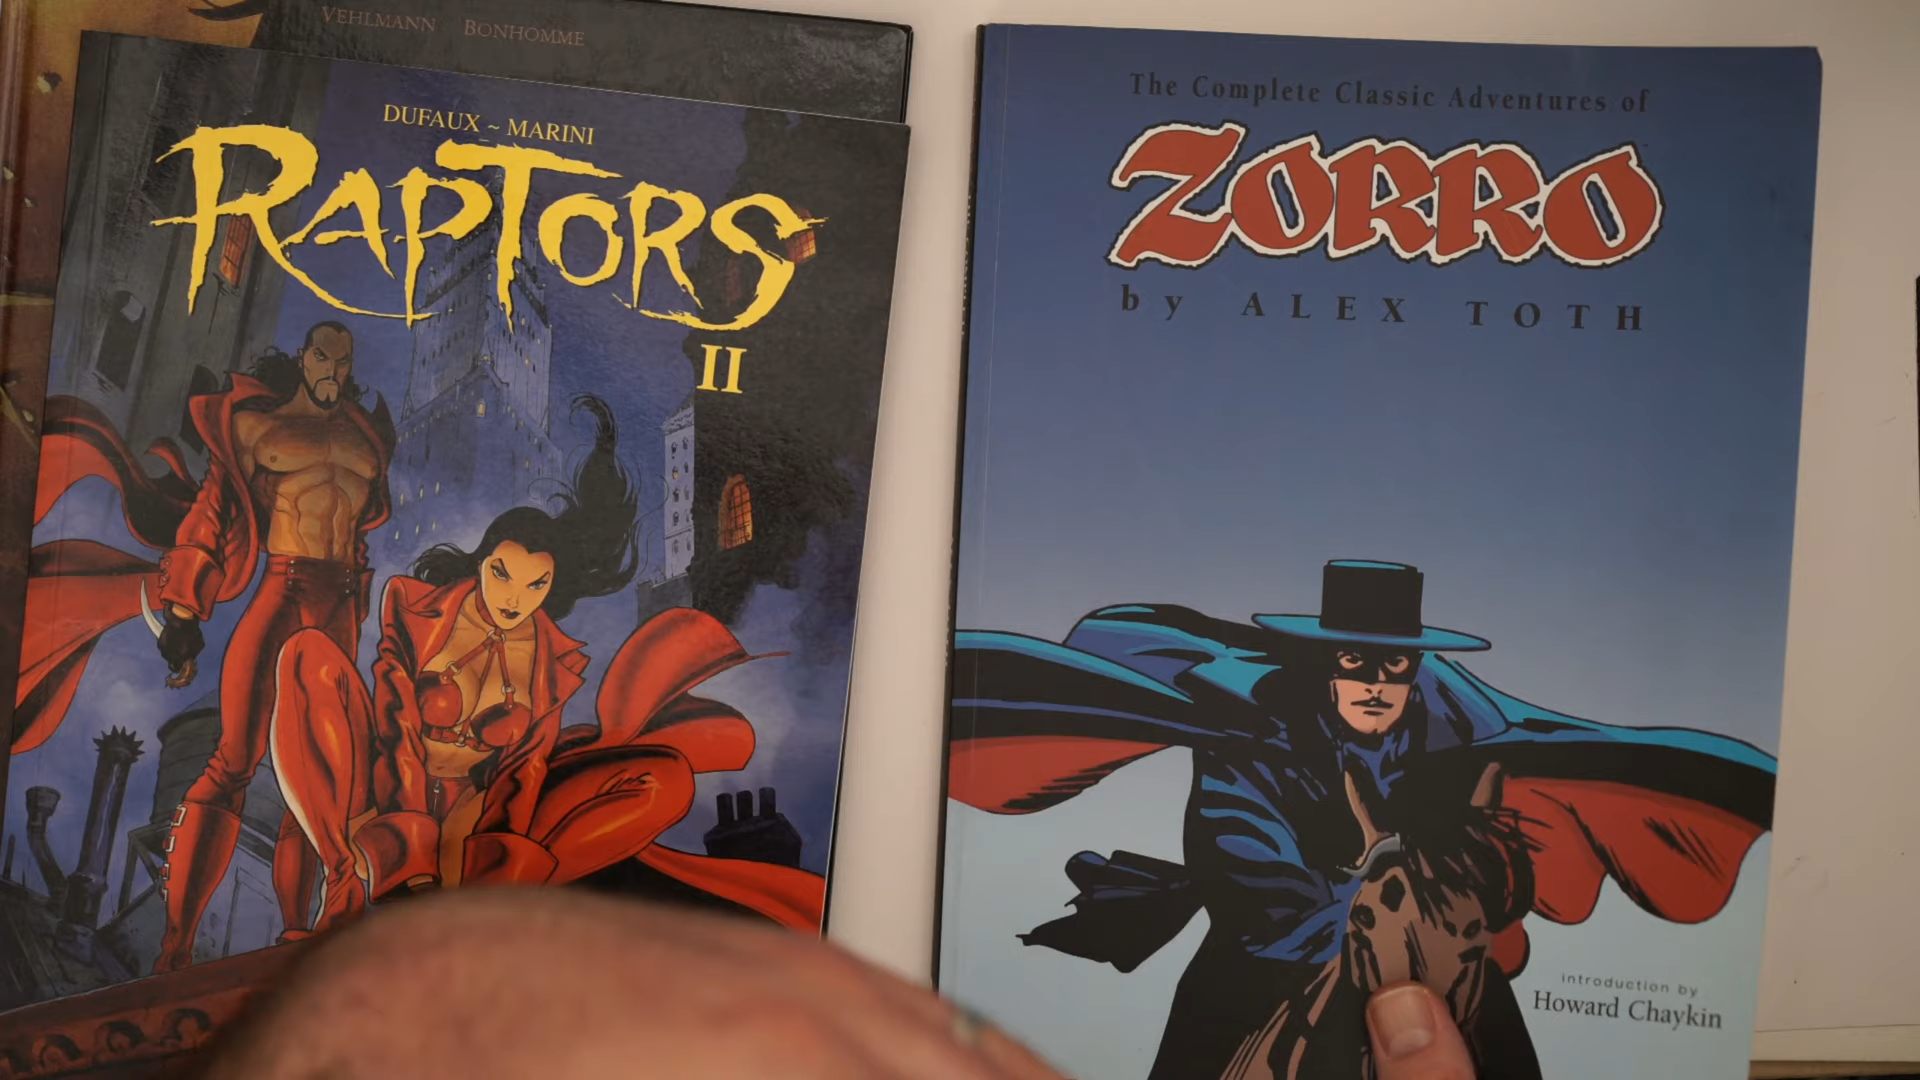 VEHLMANN BONHOMME
DUFAUX ~ MARINI
RAPTORS
II
The Complete Classic Adventures of
ZORRO
by ALEX TOTH
introduction by
Howard Chaykin